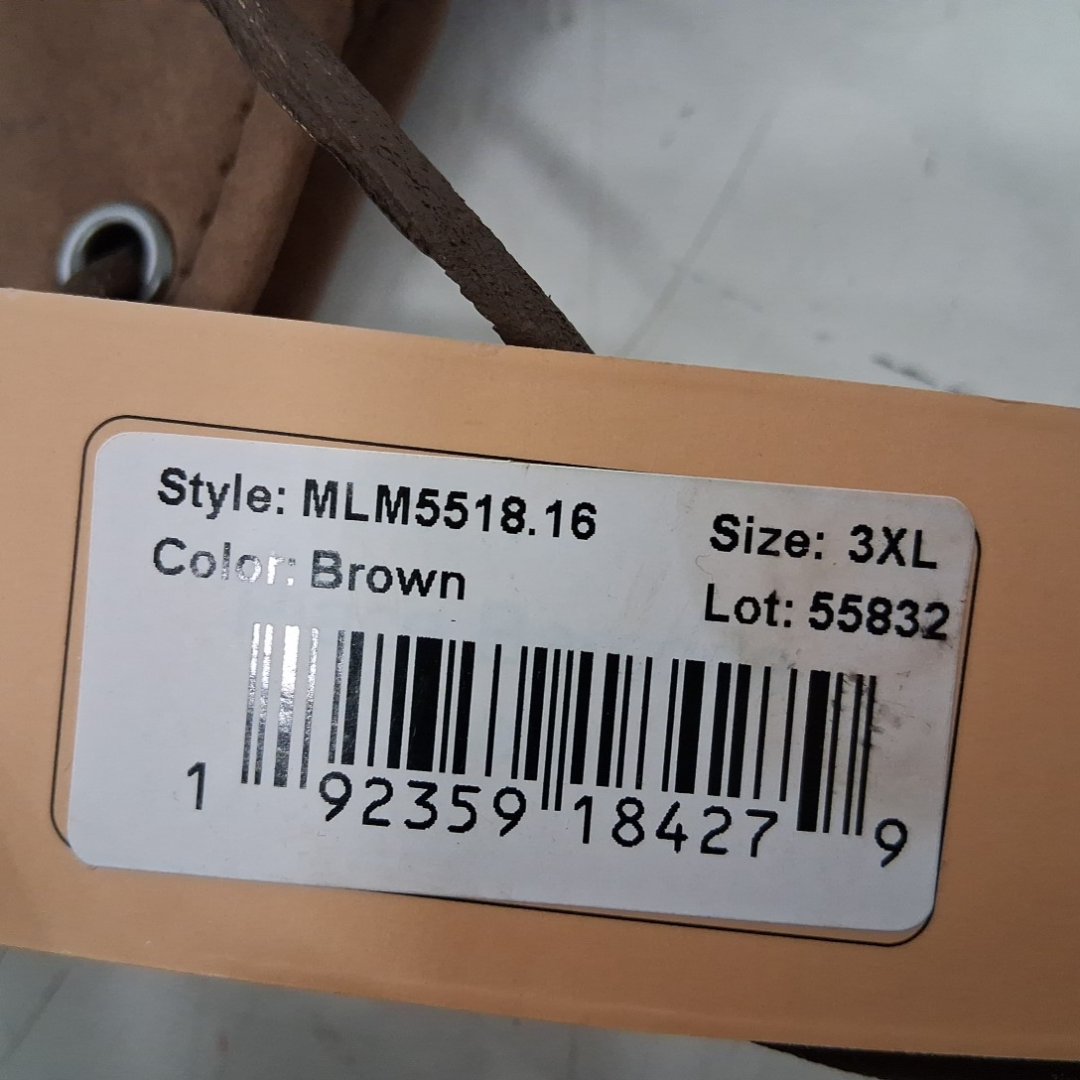 Style: MLM5518.16
Size: 3XL
Color: Brown
Lot: 55832
1 92359 18427 9